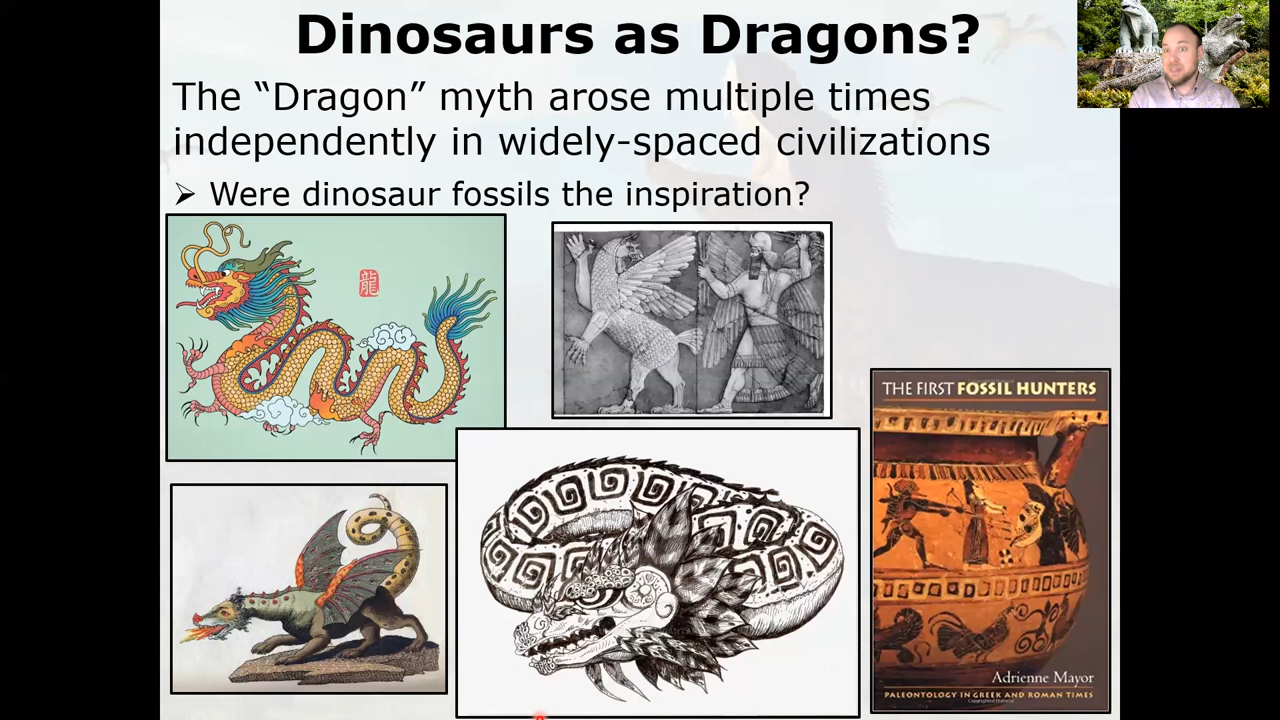 Dinosaurs as Dragons?
The “Dragon” myth arose multiple times
independently in widely-spaced civilizations
➢ Were dinosaur fossils the inspiration?
龍
THE FIRST FOSSIL HUNTERS
Adrienne Mayor
PALEONTOLOGY IN GREEK AND ROMAN TIMES